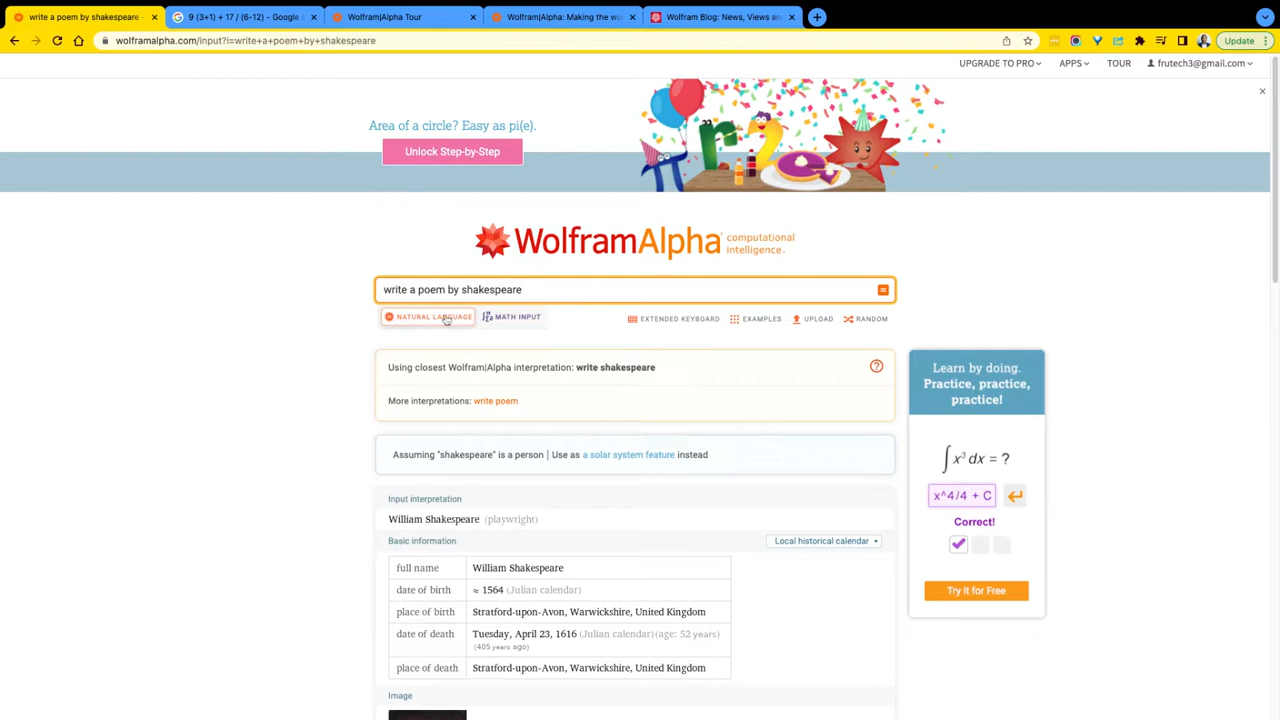 write a poem by shakespeare -
9 (3+1) + 17 / (6-12) - Google
Wolfram|Alpha Tour
Wolfram|Alpha: Making the wo
Wolfram Blog: News, Views an
wolframalpha.com/input?i=write+a+poem+by+shakespeare
Update
UPGRADE TO PRO
APPS
TOUR
frutech3@gmail.com
Area of a circle? Easy as pi(e).
Unlock Step-by-Step
WolframAlpha computational intelligence.
write a poem by shakespeare
NATURAL LANGUAGE
MATH INPUT
EXTENDED KEYBOARD
EXAMPLES
UPLOAD
RANDOM
Using closest Wolfram|Alpha interpretation: write shakespeare
More interpretations: write poem
Assuming "shakespeare" is a person | Use as a solar system feature instead
Input interpretation
William Shakespeare (playwright)
Basic information
Local historical calendar
full name William Shakespeare
date of birth ≈ 1564 (Julian calendar)
place of birth Stratford-upon-Avon, Warwickshire, United Kingdom
date of death Tuesday, April 23, 1616 (Julian calendar) (age: 52 years)
(405 years ago)
place of death Stratford-upon-Avon, Warwickshire, United Kingdom
Image
Learn by doing.
Practice, practice,
practice!
∫x³ dx = ?
x^4/4 + C
Correct!
Try It for Free